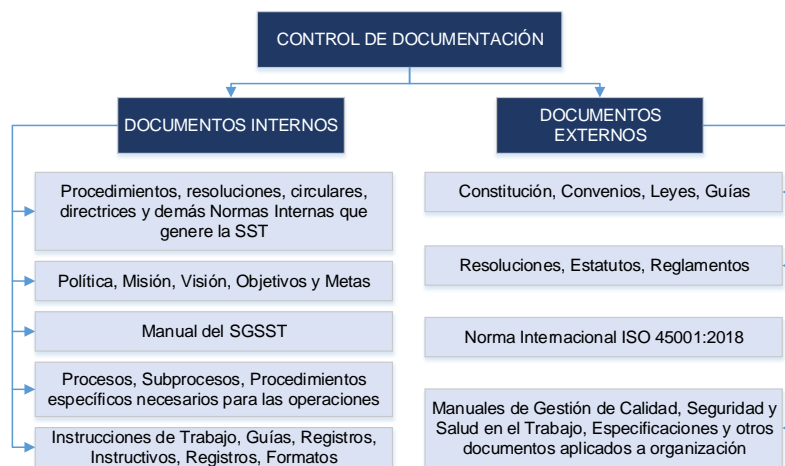 CONTROL DE DOCUMENTACIÓN
DOCUMENTOS INTERNOS
Procedimientos, resoluciones, circulares,
directrices y demás Normas Internas que
genere la SST
Política, Misión, Visión, Objetivos y Metas
Manual del SGSST
Procesos, Subprocesos, Procedimientos
específicos necesarios para las operaciones
Instrucciones de Trabajo, Guías, Registros,
Instructivos, Registros, Formatos
DOCUMENTOS
EXTERNOS
Constitución, Convenios, Leyes, Guías
Resoluciones, Estatutos, Reglamentos
Norma Internacional ISO 45001:2018
Manuales de Gestión de Calidad, Seguridad y
Salud en el Trabajo, Especificaciones y otros
documentos aplicados a organización